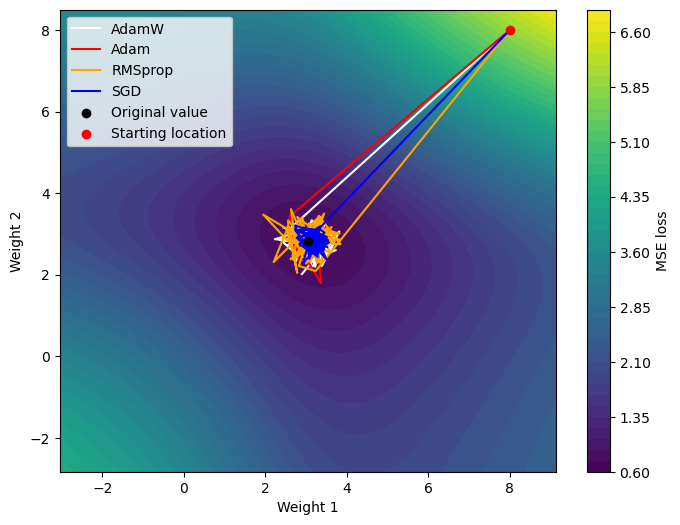 AdamW
Adam
RMSprop
SGD
Original value
Starting location
8
6
4
2
0
−2
Weight 2
−2
0
2
4
6
8
Weight 1
6.60
5.85
5.10
4.35
3.60
2.85
2.10
1.35
0.60
MSE loss